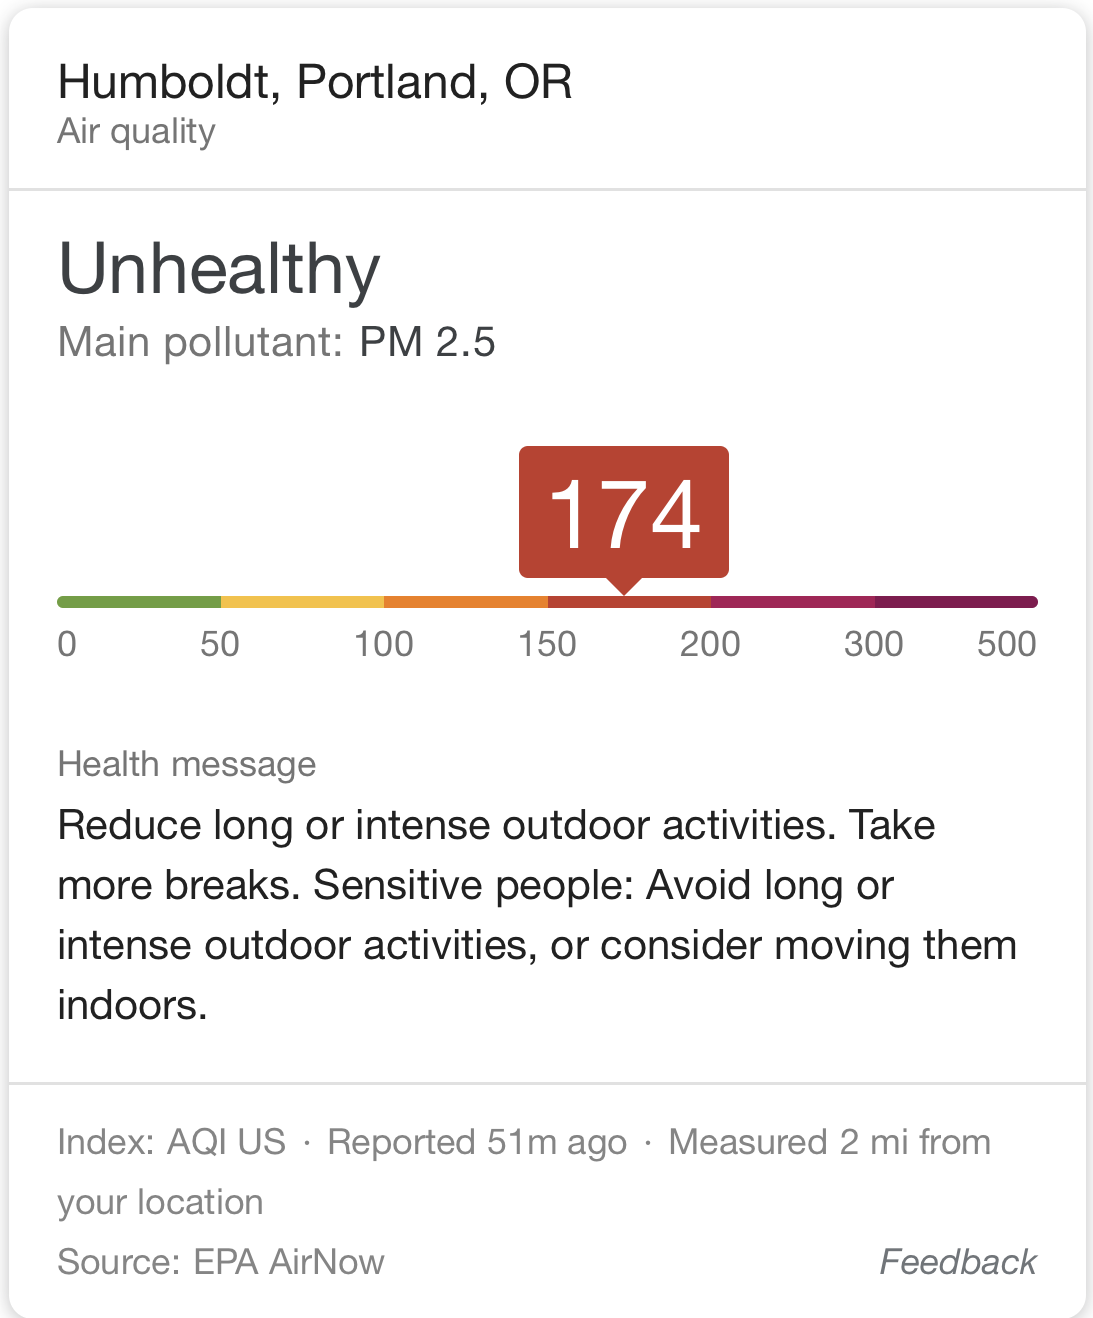 Humboldt, Portland, OR
Air quality
Unhealthy
Main pollutant: PM 2.5
174
0 50 100 150 200 300 500
Health message
Reduce long or intense outdoor activities. Take
more breaks. Sensitive people: Avoid long or
intense outdoor activities, or consider moving them
indoors.
Index: AQI US · Reported 51m ago · Measured 2 mi from
your location
Source: EPA AirNow Feedback